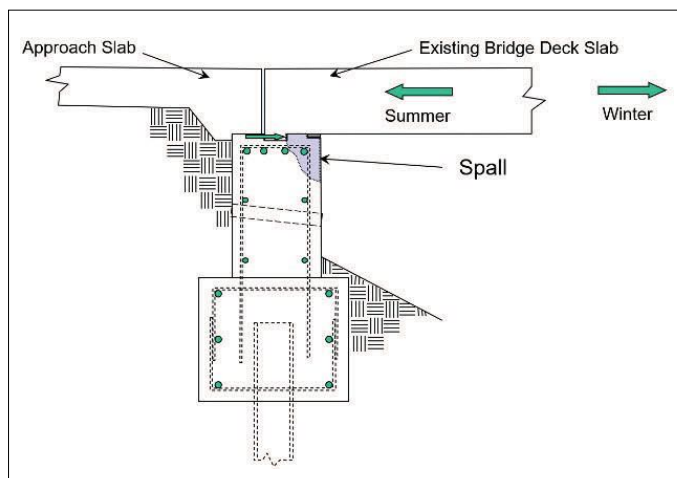 Approach Slab
Existing Bridge Deck Slab
Summer
Winter
Spall